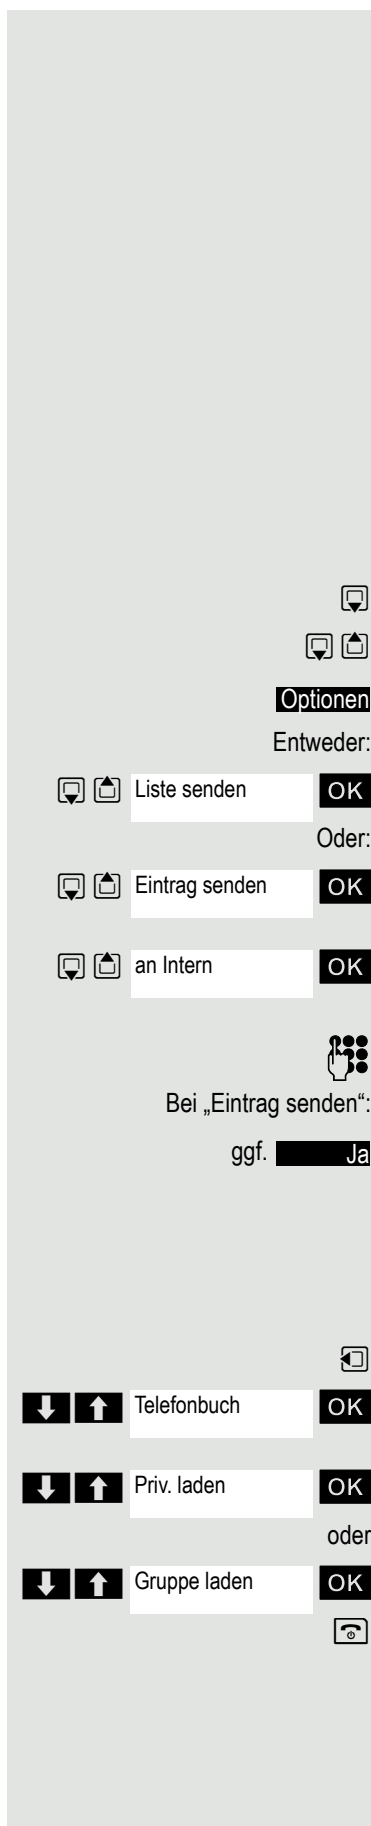 Optionen
Entweder:
Liste senden OK
Oder:
Eintrag senden OK
an Intern OK
Bei „Eintrag senden“:
ggf. Ja
Telefonbuch OK
Priv. laden OK
oder
Gruppe laden OK